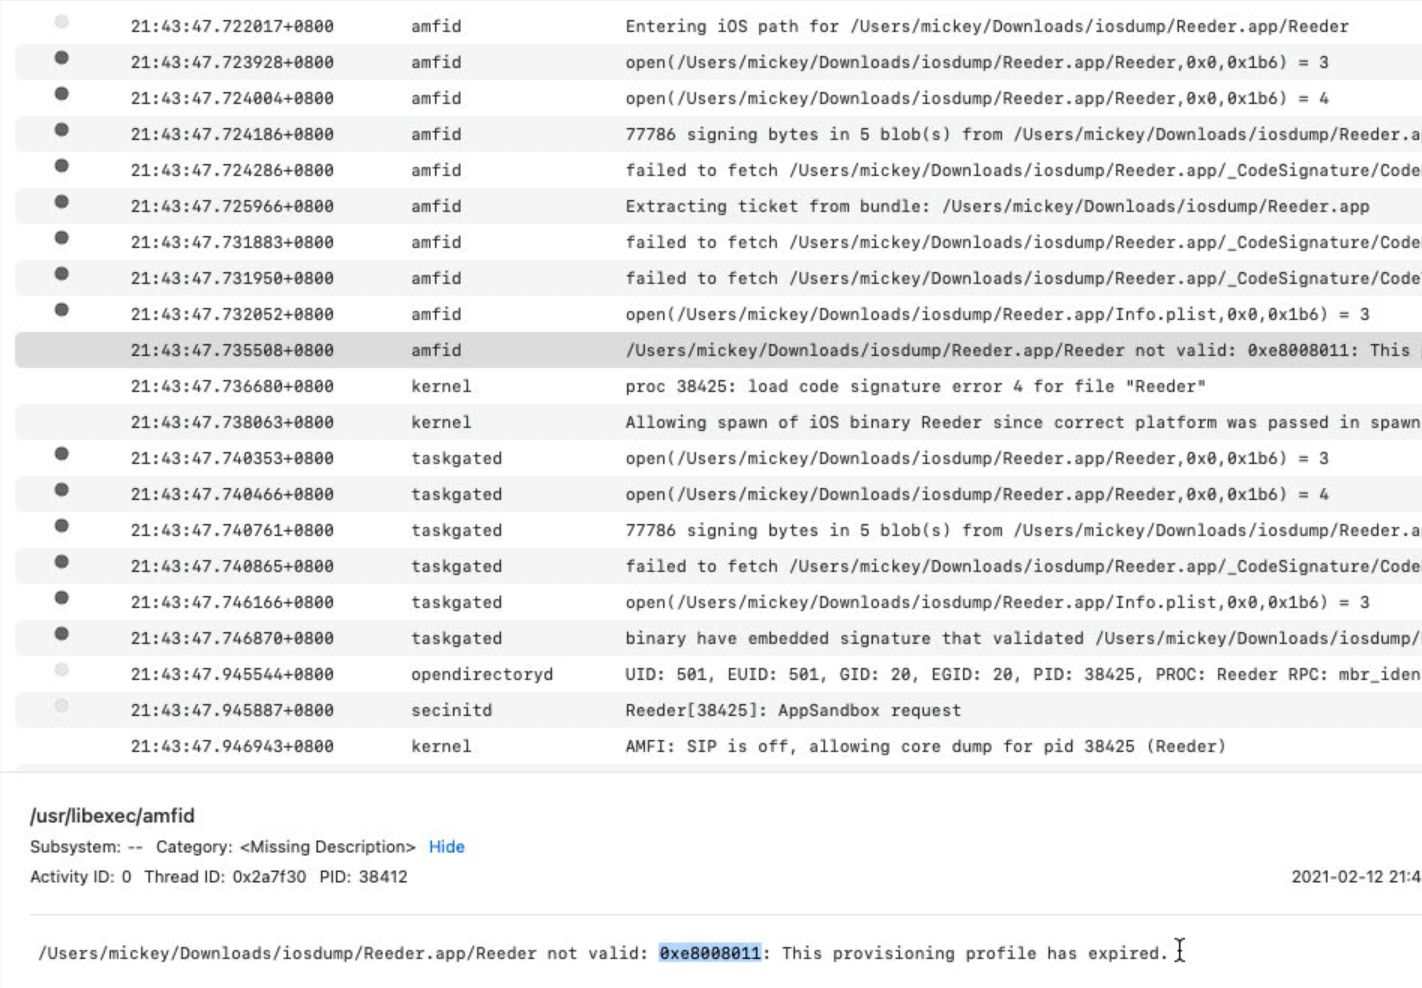 21:43:47.722017+0800 amfid Entering iOS path for /Users/mickey/Downloads/iosdump/Reeder.app/Reeder
21:43:47.723928+0800 amfid open(/Users/mickey/Downloads/iosdump/Reeder.app/Reeder,0x0,0x1b6) = 3
21:43:47.724004+0800 amfid open(/Users/mickey/Downloads/iosdump/Reeder.app/Reeder,0x0,0x1b6) = 4
21:43:47.724186+0800 amfid 77786 signing bytes in 5 blob(s) from /Users/mickey/Downloads/iosdump/Reeder.a
21:43:47.724286+0800 amfid failed to fetch /Users/mickey/Downloads/iosdump/Reeder.app/_CodeSignature/Code
21:43:47.725966+0800 amfid Extracting ticket from bundle: /Users/mickey/Downloads/iosdump/Reeder.app
21:43:47.731883+0800 amfid failed to fetch /Users/mickey/Downloads/iosdump/Reeder.app/_CodeSignature/Code
21:43:47.731950+0800 amfid failed to fetch /Users/mickey/Downloads/iosdump/Reeder.app/_CodeSignature/Code
21:43:47.732052+0800 amfid open(/Users/mickey/Downloads/iosdump/Reeder.app/Info.plist,0x0,0x1b6) = 3
21:43:47.735508+0800 amfid /Users/mickey/Downloads/iosdump/Reeder.app/Reeder not valid: 0xe8008011: This
21:43:47.736680+0800 kernel proc 38425: load code signature error 4 for file "Reeder"
21:43:47.738063+0800 kernel Allowing spawn of iOS binary Reeder since correct platform was passed in spawn
21:43:47.740353+0800 taskgated open(/Users/mickey/Downloads/iosdump/Reeder.app/Reeder,0x0,0x1b6) = 3
21:43:47.740466+0800 taskgated open(/Users/mickey/Downloads/iosdump/Reeder.app/Reeder,0x0,0x1b6) = 4
21:43:47.740761+0800 taskgated 77786 signing bytes in 5 blob(s) from /Users/mickey/Downloads/iosdump/Reeder.a
21:43:47.740865+0800 taskgated failed to fetch /Users/mickey/Downloads/iosdump/Reeder.app/_CodeSignature/Code
21:43:47.746166+0800 taskgated open(/Users/mickey/Downloads/iosdump/Reeder.app/Info.plist,0x0,0x1b6) = 3
21:43:47.746870+0800 taskgated binary have embedded signature that validated /Users/mickey/Downloads/iosdump/
21:43:47.945544+0800 opendirectoryd UID: 501, EUID: 501, GID: 20, EGID: 20, PID: 38425, PROC: Reeder RPC: mbr_iden
21:43:47.945887+0800 secinitd Reeder[38425]: AppSandbox request
21:43:47.946943+0800 kernel AMFI: SIP is off, allowing core dump for pid 38425 (Reeder)
/usr/libexec/amfid
Subsystem: -- Category: <Missing Description> Hide
Activity ID: 0 Thread ID: 0x2a7f30 PID: 38412 2021-02-12 21:4
/Users/mickey/Downloads/iosdump/Reeder.app/Reeder not valid: 0xe8008011: This provisioning profile has expired.